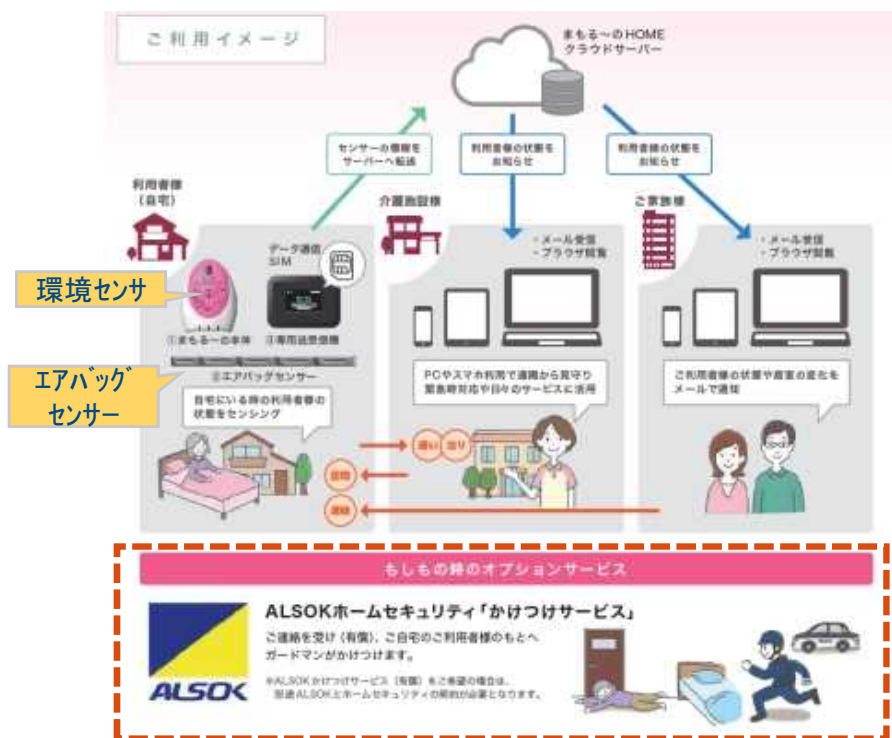 ご利用イメージ
まもる～のHOME
クラウドサーバー
センサーの情報を
サーバーへ転送
利用者様の状態を
お知らせ
利用者様の状態を
お知らせ
利用者様
(自宅)
介護施設様
ご家族様
データ通信
SIM
・メール受信
・ブラウザ閲覧
・メール受信
・ブラウザ閲覧
環境センサ
①まもる～の本体
③専用送受信機
②エアバッグセンサー
エアバッグ
センサー
自宅にいる時の利用者様の
状態をセンシング
PCやスマホ利用で遠隔から見守り
緊急時対応や日々のサービスに活用
ご利用者様の状態や居室の変化を
メールで通知
通い
泊り
訪問
連絡
もしもの時のオプションサービス
ALSOK
ALSOKホームセキュリティ「かけつけサービス」
ご連絡を受け(有償)、ご自宅のご利用者様のもとへ
ガードマンがかけつけます。
※ALSOKかけつけサービス(有償)をご希望の場合は、
別途ALSOKとホームセキュリティの契約が必要となります。